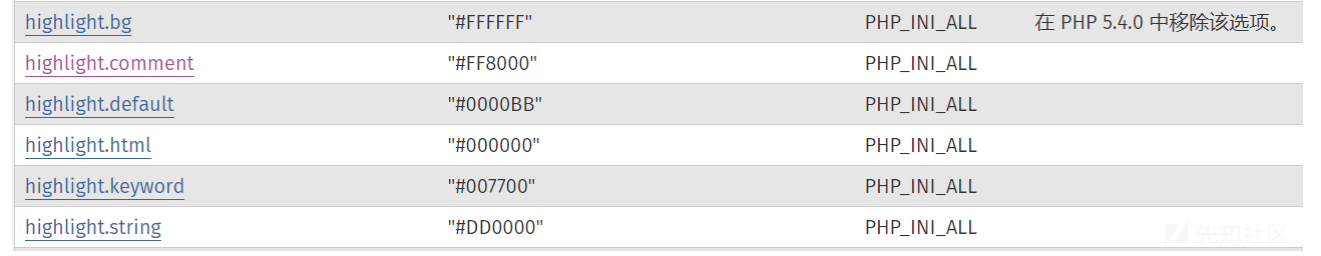 highlight.bg "#FFFFFF" PHP_INI_ALL 在 PHP 5.4.0 中移除该选项。
highlight.comment "#FF8000" PHP_INI_ALL
highlight.default "#0000BB" PHP_INI_ALL
highlight.html "#000000" PHP_INI_ALL
highlight.keyword "#007700" PHP_INI_ALL
highlight.string "#DD0000" PHP_INI_ALL
先知社区